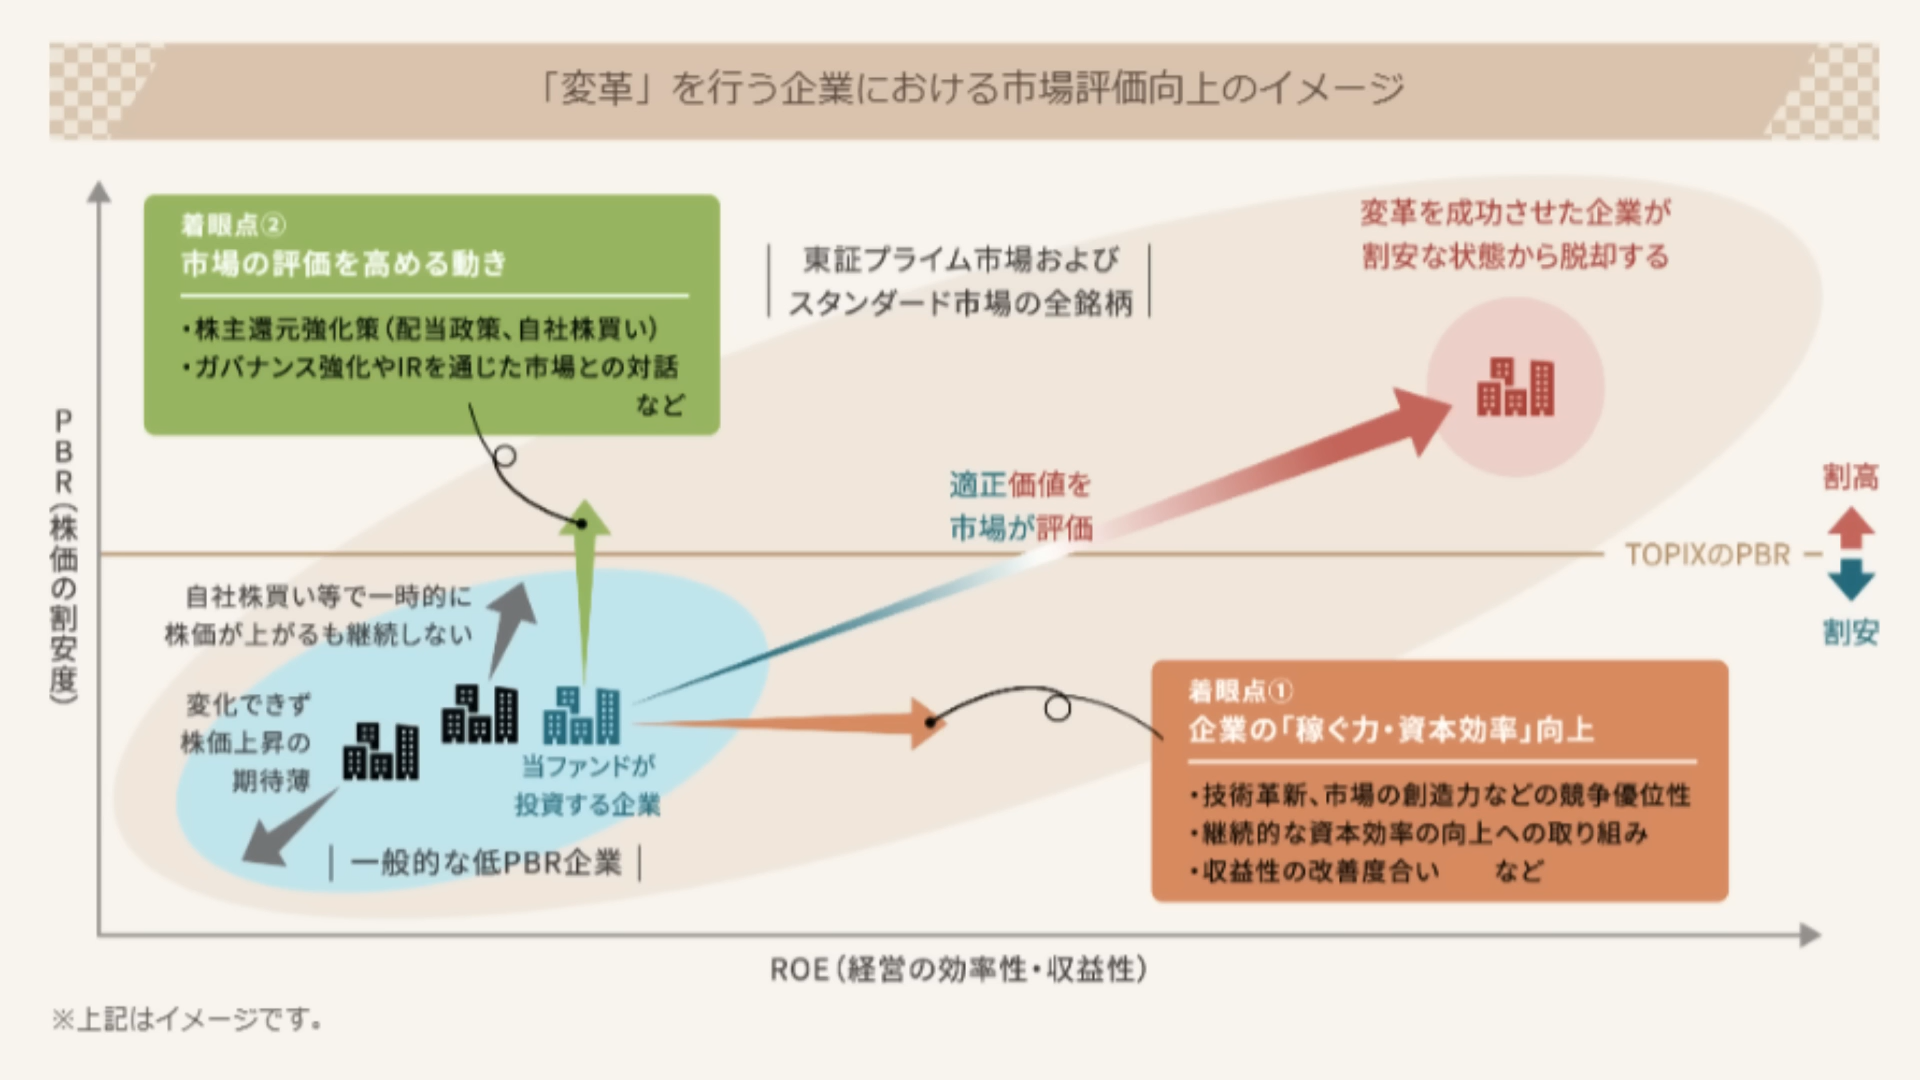 「変革」を行う企業における市場評価向上のイメージ
着眼点②
市場の評価を高める動き
・株主還元強化策（配当政策、自社株買い）
・ガバナンス強化やIRを通じた市場との対話
など
東証プライム市場および
スタンダード市場の全銘柄
変革を成功させた企業が
割安な状態から脱却する
PBR（株価の割安度）
適正価値を
市場が評価
割高
TOPIXのPBR
割安
自社株買い等で一時的に
株価が上がるも継続しない
変化できず
株価上昇の
期待薄
当ファンドが
投資する企業
一般的な低PBR企業
着眼点①
企業の「稼ぐ力・資本効率」向上
・技術革新、市場の創造力などの競争優位性
・継続的な資本効率の向上への取り組み
・収益性の改善度合い　　など
ROE（経営の効率性・収益性）
※上記はイメージです。